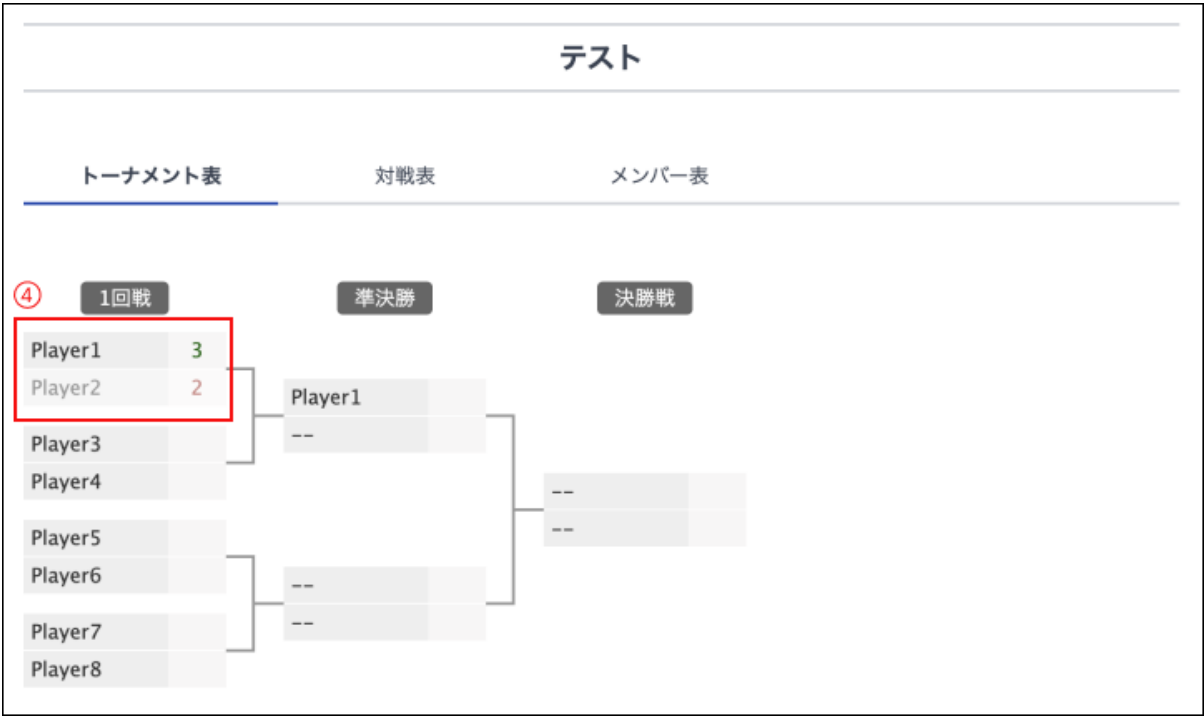 テスト
トーナメント表 対戦表 メンバー表
④ 1回戦 準決勝 決勝戦
Player1 3
Player2 2
Player3
Player4
Player5
Player6
Player7
Player8
Player1
--
--
--
--
--